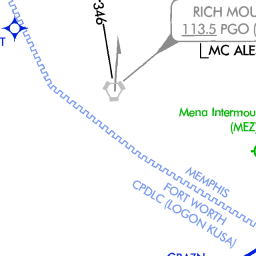 346
RICH MOU
113.5 PGO (
MC ALE
T
Mena Intermou
(MEZ)
MEMPHIS
FORT WORTH
CPDLC (LOGON KUSA)